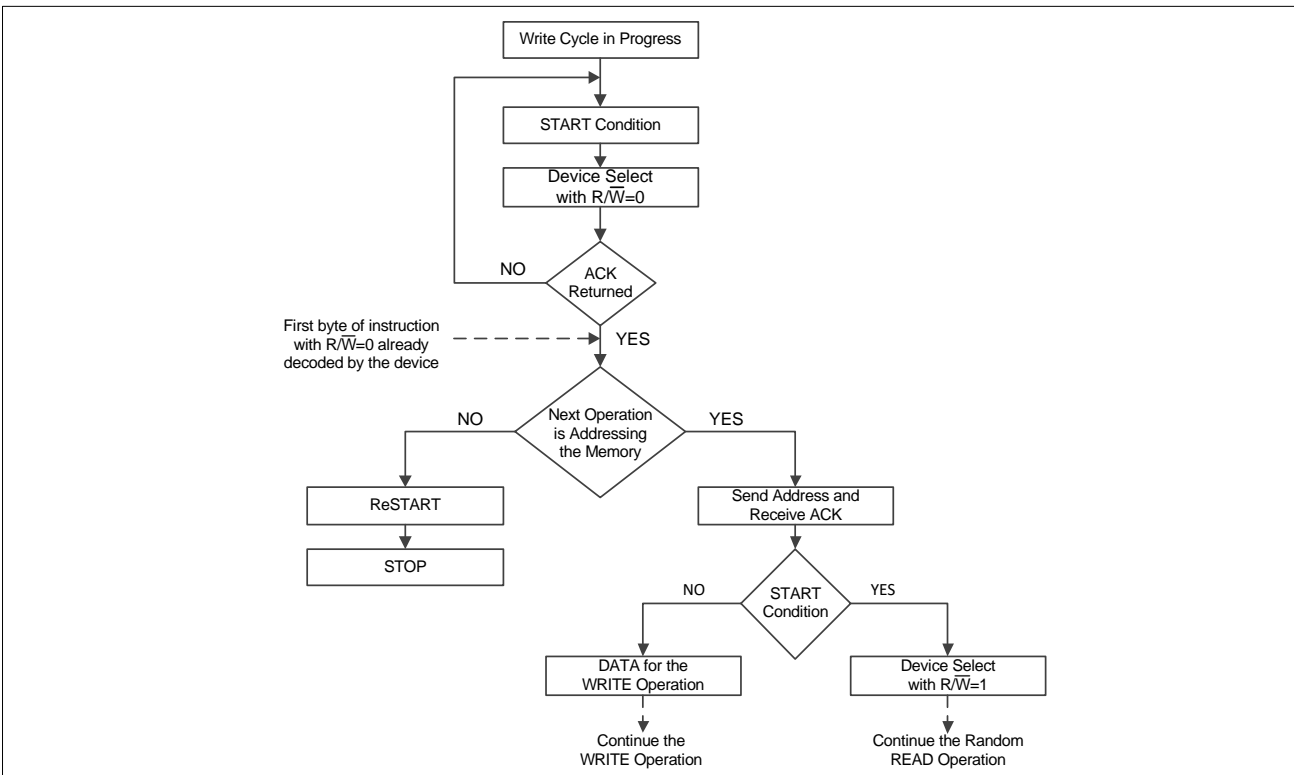 Write Cycle in Progress
START Condition
Device Select
with R/W̅=0
NO
ACK
Returned
First byte of instruction
with R/W̅=0 already
decoded by the device
YES
NO
Next Operation
is Addressing
the Memory
YES
ReSTART
STOP
Send Address and
Receive ACK
NO
START
Condition
YES
DATA for the
WRITE Operation
Device Select
with R/W̅=1
Continue the
WRITE Operation
Continue the Random
READ Operation